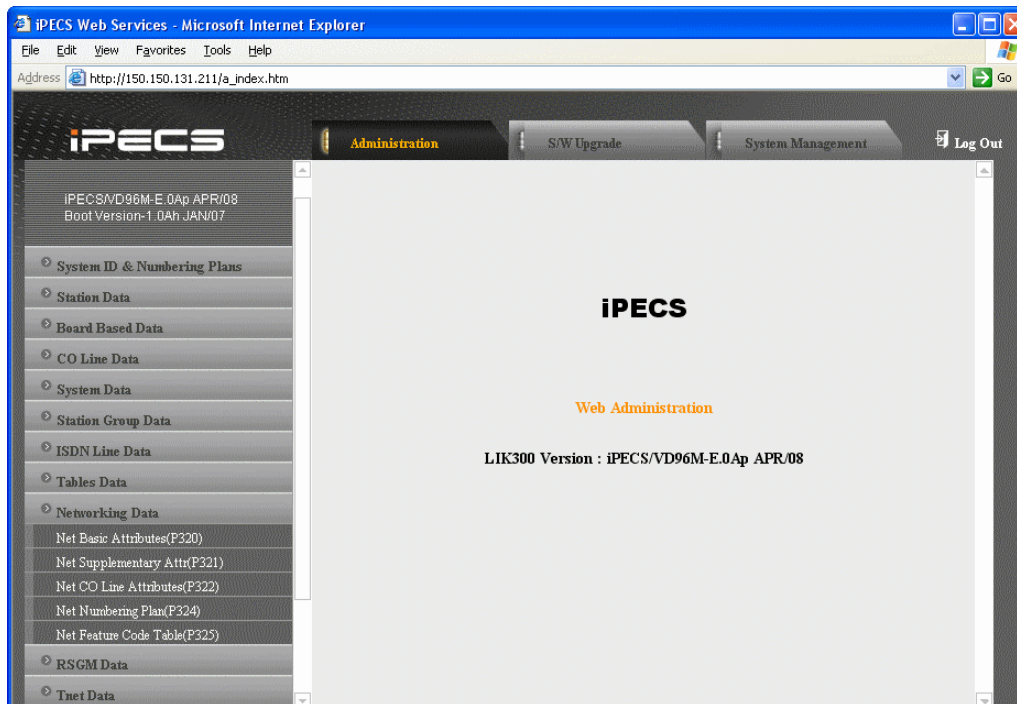 iPECS Web Services - Microsoft Internet Explorer
File Edit View Favorites Tools Help
Address http://150.150.131.211/a_index.htm Go
iPECS
Administration S/W Upgrade System Management Log Out
iPECS/VD96M-E.0Ap APR/08
Boot Version-1.0Ah JAN/07
System ID & Numbering Plans
Station Data
Board Based Data
CO Line Data
System Data
Station Group Data
ISDN Line Data
Tables Data
Networking Data
Net Basic Attributes(P320)
Net Supplementary Attr(P321)
Net CO Line Attributes(P322)
Net Numbering Plan(P324)
Net Feature Code Table(P325)
RSGM Data
Tnet Data
iPECS
Web Administration
LIK300 Version : iPECS/VD96M-E.0Ap APR/08